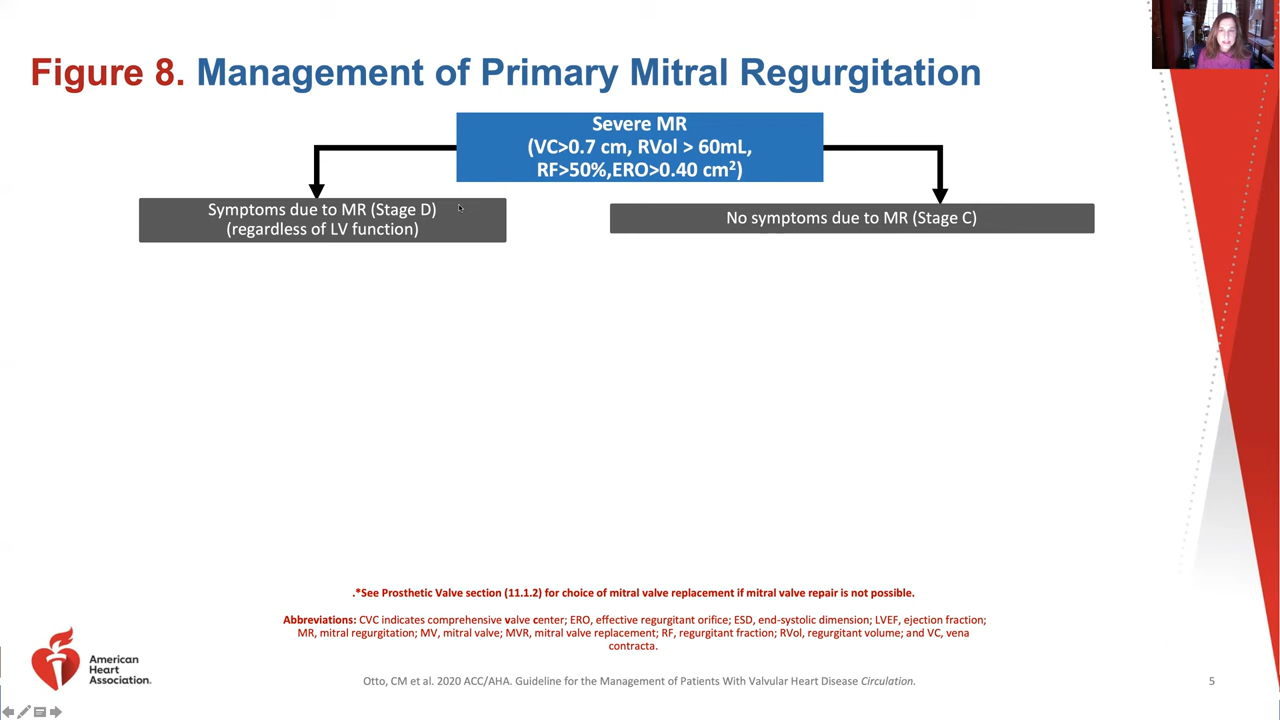 Figure 8. Management of Primary Mitral Regurgitation
Severe MR
(VC>0.7 cm, RVol > 60mL,
RF>50%,ERO>0.40 cm²)
Symptoms due to MR (Stage D)
(regardless of LV function)
No symptoms due to MR (Stage C)
.*See Prosthetic Valve section (11.1.2) for choice of mitral valve replacement if mitral valve repair is not possible.
Abbreviations: CVC indicates comprehensive valve center; ERO, effective regurgitant orifice; ESD, end-systolic dimension; LVEF, ejection fraction;
MR, mitral regurgitation; MV, mitral valve; MVR, mitral valve replacement; RF, regurgitant fraction; RVol, regurgitant volume; and VC, vena
contracta.
American
Heart
Association.
Otto, CM et al. 2020 ACC/AHA. Guideline for the Management of Patients With Valvular Heart Disease Circulation.
5